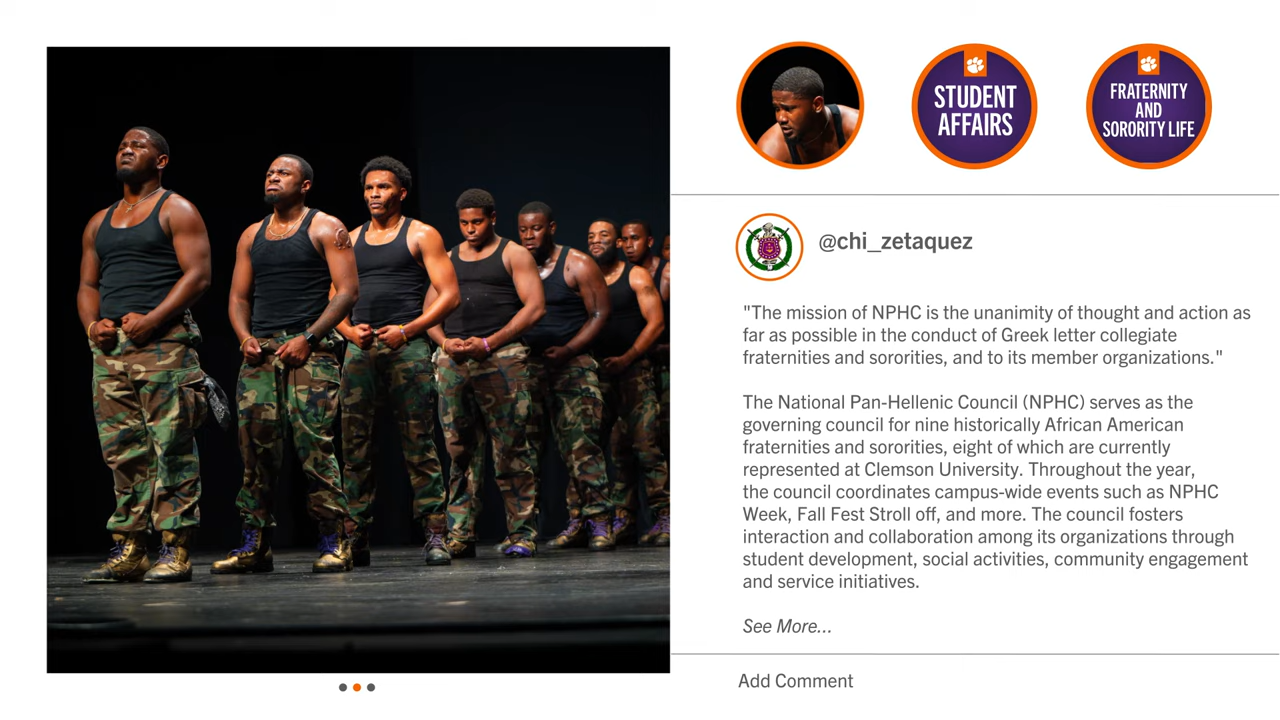 STUDENT
AFFAIRS
FRATERNITY
AND
SORORITY LIFE
@chi_zetaquez
"The mission of NPHC is the unanimity of thought and action as
far as possible in the conduct of Greek letter collegiate
fraternities and sororities, and to its member organizations."
The National Pan-Hellenic Council (NPHC) serves as the
governing council for nine historically African American
fraternities and sororities, eight of which are currently
represented at Clemson University. Throughout the year,
the council coordinates campus-wide events such as NPHC
Week, Fall Fest Stroll off, and more. The council fosters
interaction and collaboration among its organizations through
student development, social activities, community engagement
and service initiatives.
See More...
Add Comment